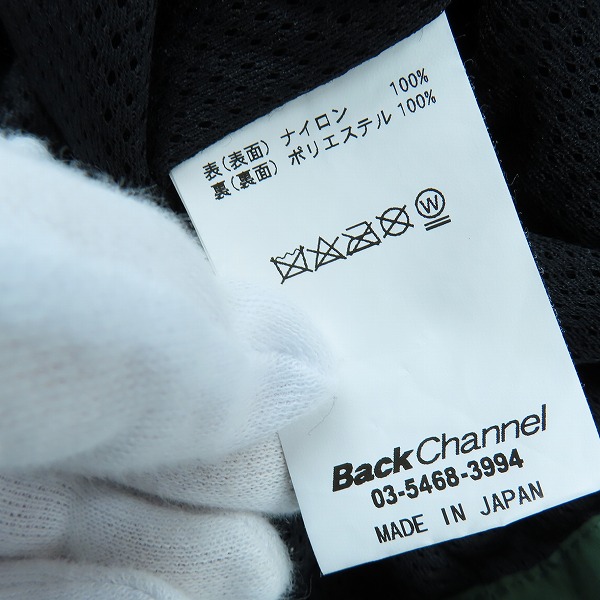 表(表面) ナイロン 100%
裏(裏面) ポリエステル 100%
W
BackChannel
03-5468-3994
MADE IN JAPAN